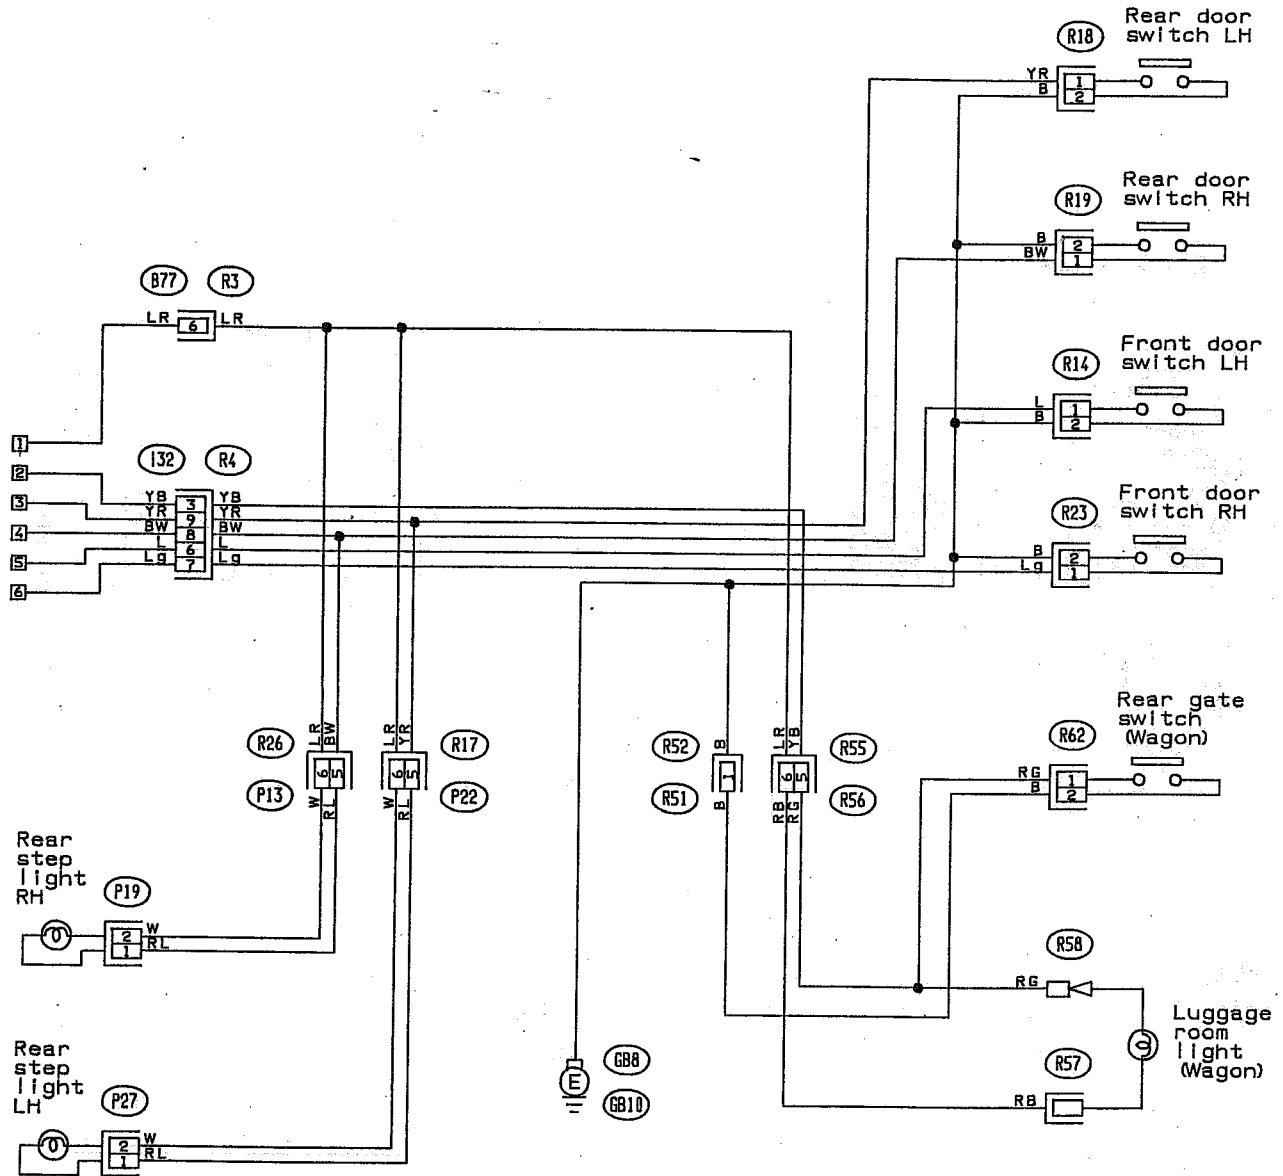 R18
Rear door
switch LH
YR
B
1
2
R19
Rear door
switch RH
B
BW
2
1
B77
R3
LR
6
LR
R14
Front door
switch LH
L
B
1
2
1
2
3
4
5
6
I32
R4
YB
YR
BW
L
Lg
3
9
8
6
7
YB
YR
BW
L
Lg
R23
Front door
switch RH
B
Lg
2
1
R26
P13
LR
BW
6
5
W
RL
LR
YR
6
5
W
RL
R17
P22
R52
R51
B
1
B
LR
YB
6
5
RB
RG
R55
R56
Rear gate
switch
(Wagon)
R62
RG
B
1
2
Rear
step
light
RH
P19
W
RL
2
1
R58
RG
Luggage
room
light
(Wagon)
R57
RB
Rear
step
light
LH
P27
W
RL
2
1
E
GB8
GB10